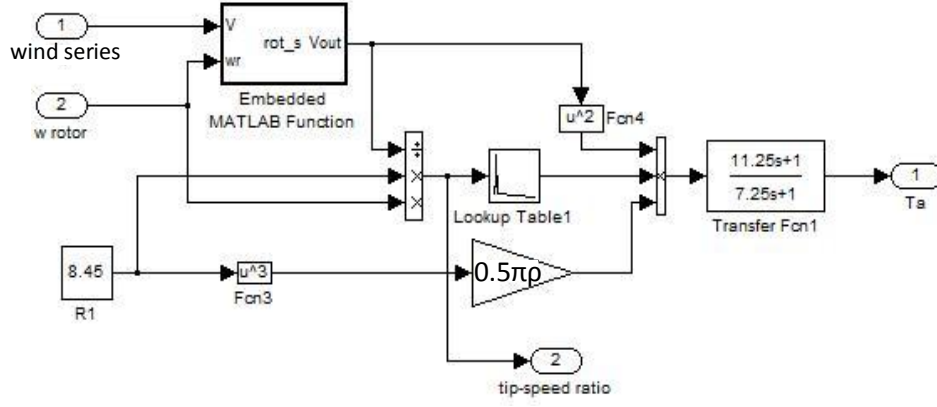 1
wind series
V
rot_s Vout
wr
Embedded
MATLAB Function
2
w rotor
u^2
Fcn4
÷
×
×
Lookup Table1
×
11.25s+1
7.25s+1
Transfer Fcn1
1
Ta
8.45
R1
u^3
Fcn3
0.5πρ
2
tip-speed ratio